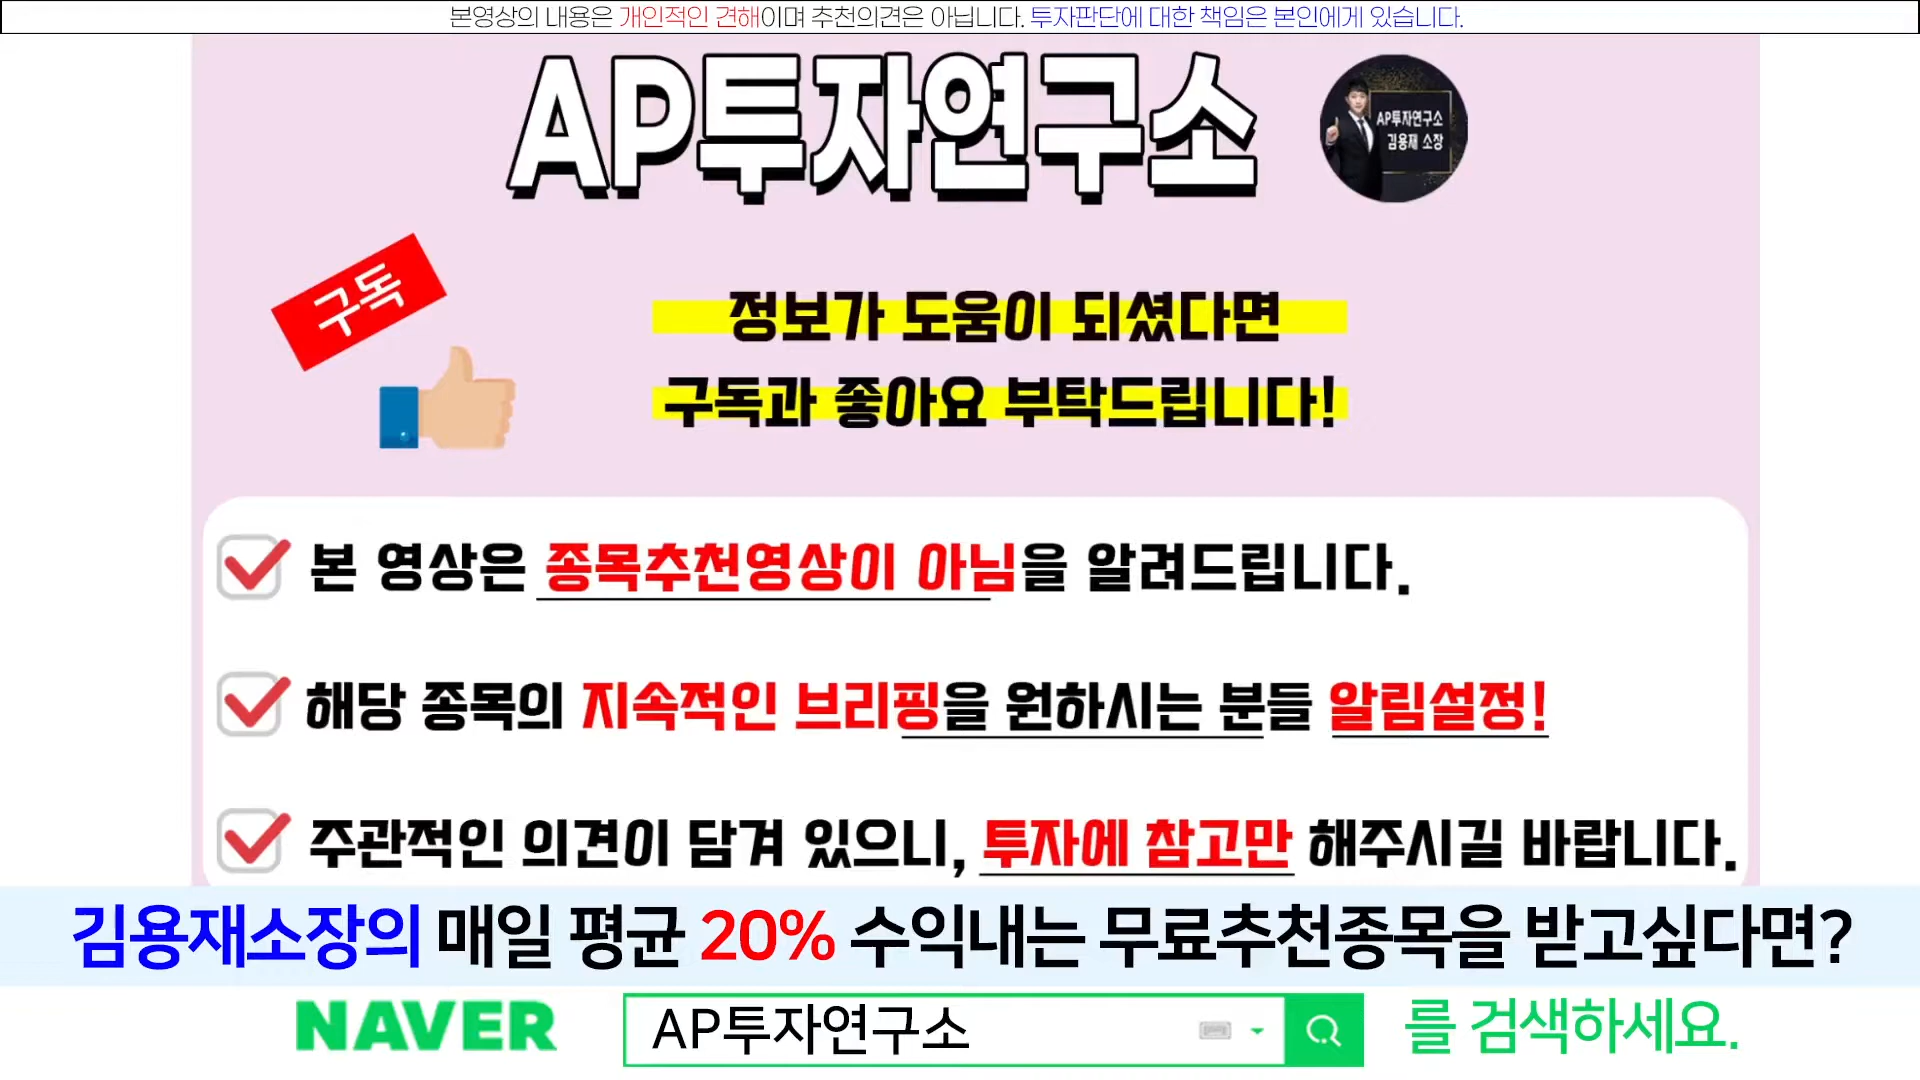 본영상의 내용은 개인적인 견해이며 추천의견은 아닙니다. 투자판단에 대한 책임은 본인에게 있습니다.
AP투자연구소
AP투자연구소
김용재 소장
구독
정보가 도움이 되셨다면
구독과 좋아요 부탁드립니다!
본 영상은 종목추천영상이 아님을 알려드립니다.
해당 종목의 지속적인 브리핑을 원하시는 분들 알림설정!
주관적인 의견이 담겨 있으니, 투자에 참고만 해주시길 바랍니다.
김용재소장의 매일 평균 20% 수익내는 무료추천종목을 받고싶다면?
NAVER AP투자연구소 를 검색하세요.